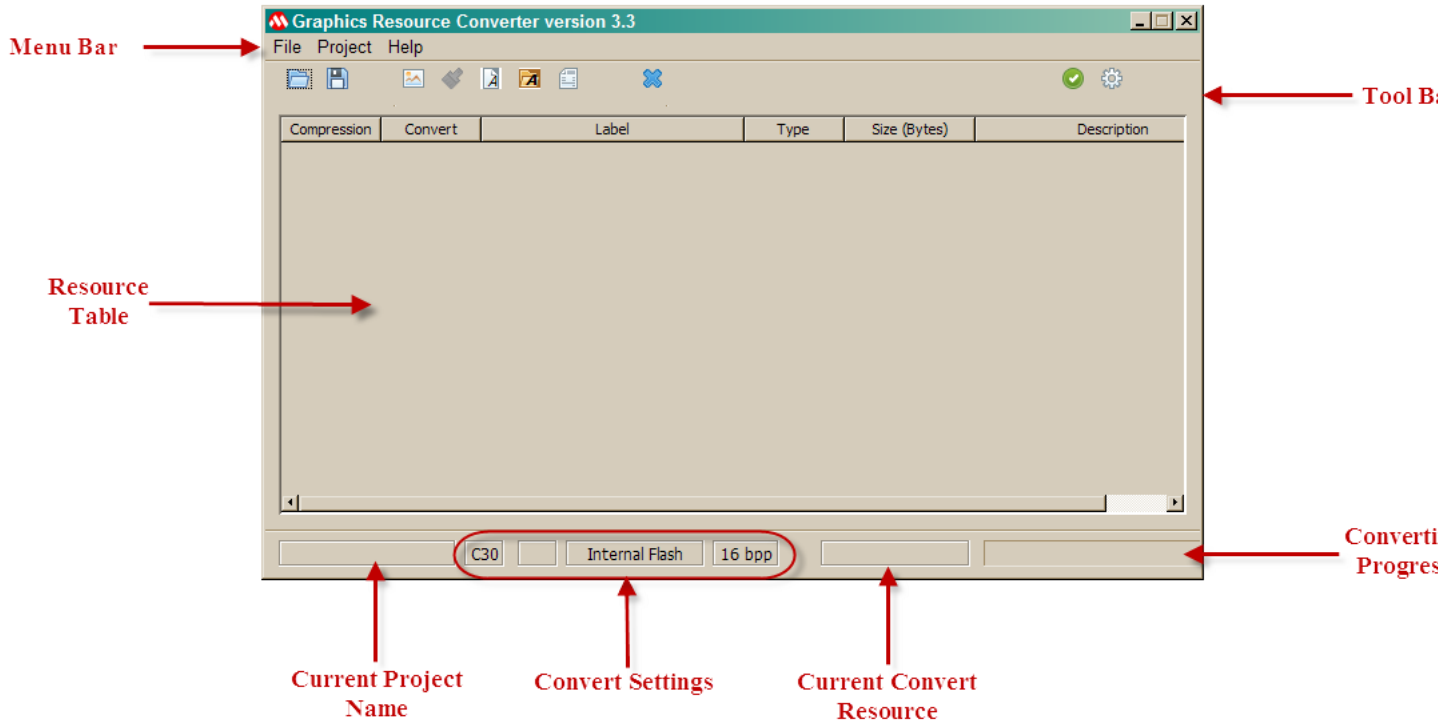 Graphics Resource Converter version 3.3
Menu Bar
File Project Help
Tool Ba
Compression Convert Label Type Size (Bytes) Description
Resource
Table
Converti
Progres
C30 Internal Flash 16 bpp
Current Project
Name
Convert Settings
Current Convert
Resource